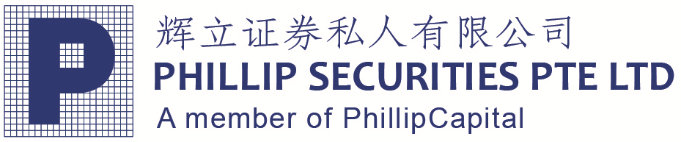 P
辉立证券私人有限公司
PHILLIP SECURITIES PTE LTD
A member of PhillipCapital